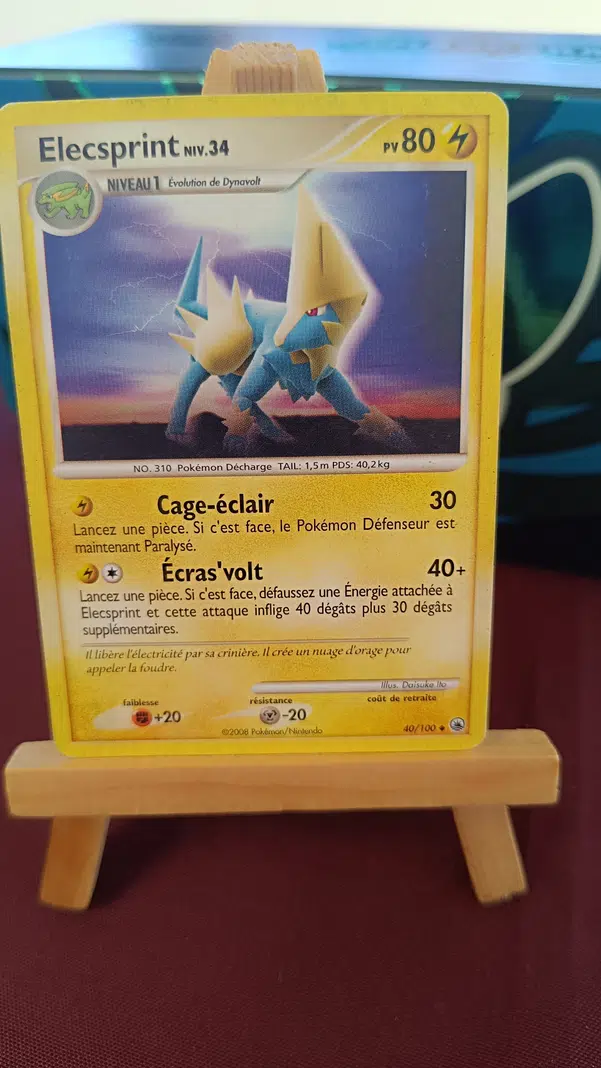 Elecsprint NIV.34 PV 80
NIVEAU 1 Évolution de Dynavolt
NO. 310 Pokémon Décharge TAIL: 1,5m PDS: 40,2kg
Cage-éclair 30
Lancez une pièce. Si c'est face, le Pokémon Défenseur est
maintenant Paralysé.
Écras'volt 40+
Lancez une pièce. Si c'est face, défaussez une Énergie attachée à
Elecsprint et cette attaque inflige 40 dégâts plus 30 dégâts
supplémentaires.
Il libère l'électricité par sa crinière. Il crée un nuage d'orage pour
appeler la foudre.
Illus. Daisuke Ito
faiblesse résistance coût de retraite
+20 -20
©2008 Pokémon/Nintendo 40/100